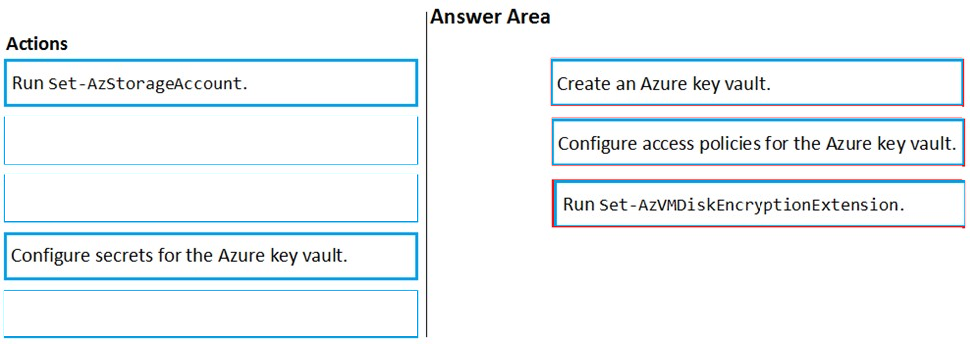 Answer Area
Actions
Run Set-AzStorageAccount.
Configure secrets for the Azure key vault.
Create an Azure key vault.
Configure access policies for the Azure key vault.
Run Set-AzVMDiskEncryptionExtension.